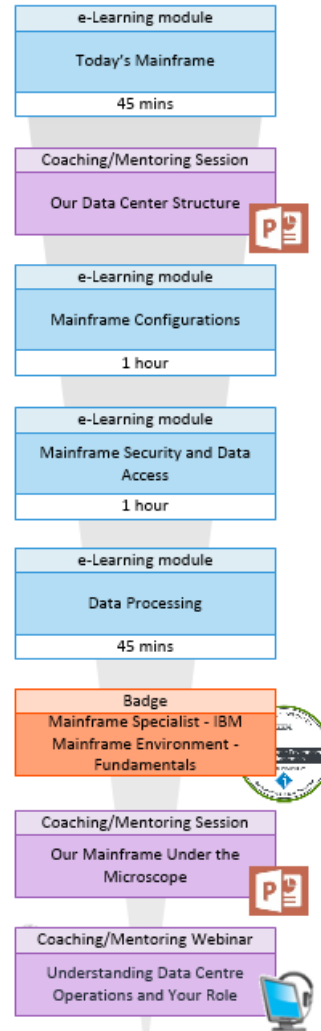 e-Learning module
Today's Mainframe
45 mins
Coaching/Mentoring Session
Our Data Center Structure
P
e-Learning module
Mainframe Configurations
1 hour
e-Learning module
Mainframe Security and Data
Access
1 hour
e-Learning module
Data Processing
45 mins
Badge
Mainframe Specialist - IBM
Mainframe Environment -
Fundamentals
Coaching/Mentoring Session
Our Mainframe Under the
Microscope
P
Coaching/Mentoring Webinar
Understanding Data Centre
Operations and Your Role